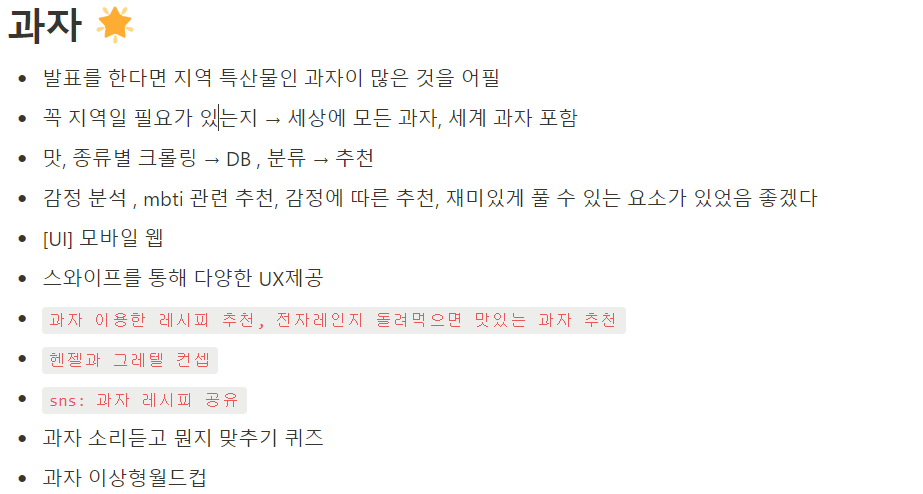 과자 🌟
발표를 한다면 지역 특산물인 과자이 많은 것을 어필
꼭 지역일 필요가 있는지 → 세상에 모든 과자, 세계 과자 포함
맛, 종류별 크롤링 → DB , 분류 → 추천
감정 분석 , mbti 관련 추천, 감정에 따른 추천, 재미있게 풀 수 있는 요소가 있었음 좋겠다
[UI] 모바일 웹
스와이프를 통해 다양한 UX제공
과자 이용한 레시피 추천, 전자레인지 돌려먹으면 맛있는 과자 추천
헨젤과 그레텔 컨셉
sns: 과자 레시피 공유
과자 소리듣고 뭔지 맞추기 퀴즈
과자 이상형월드컵